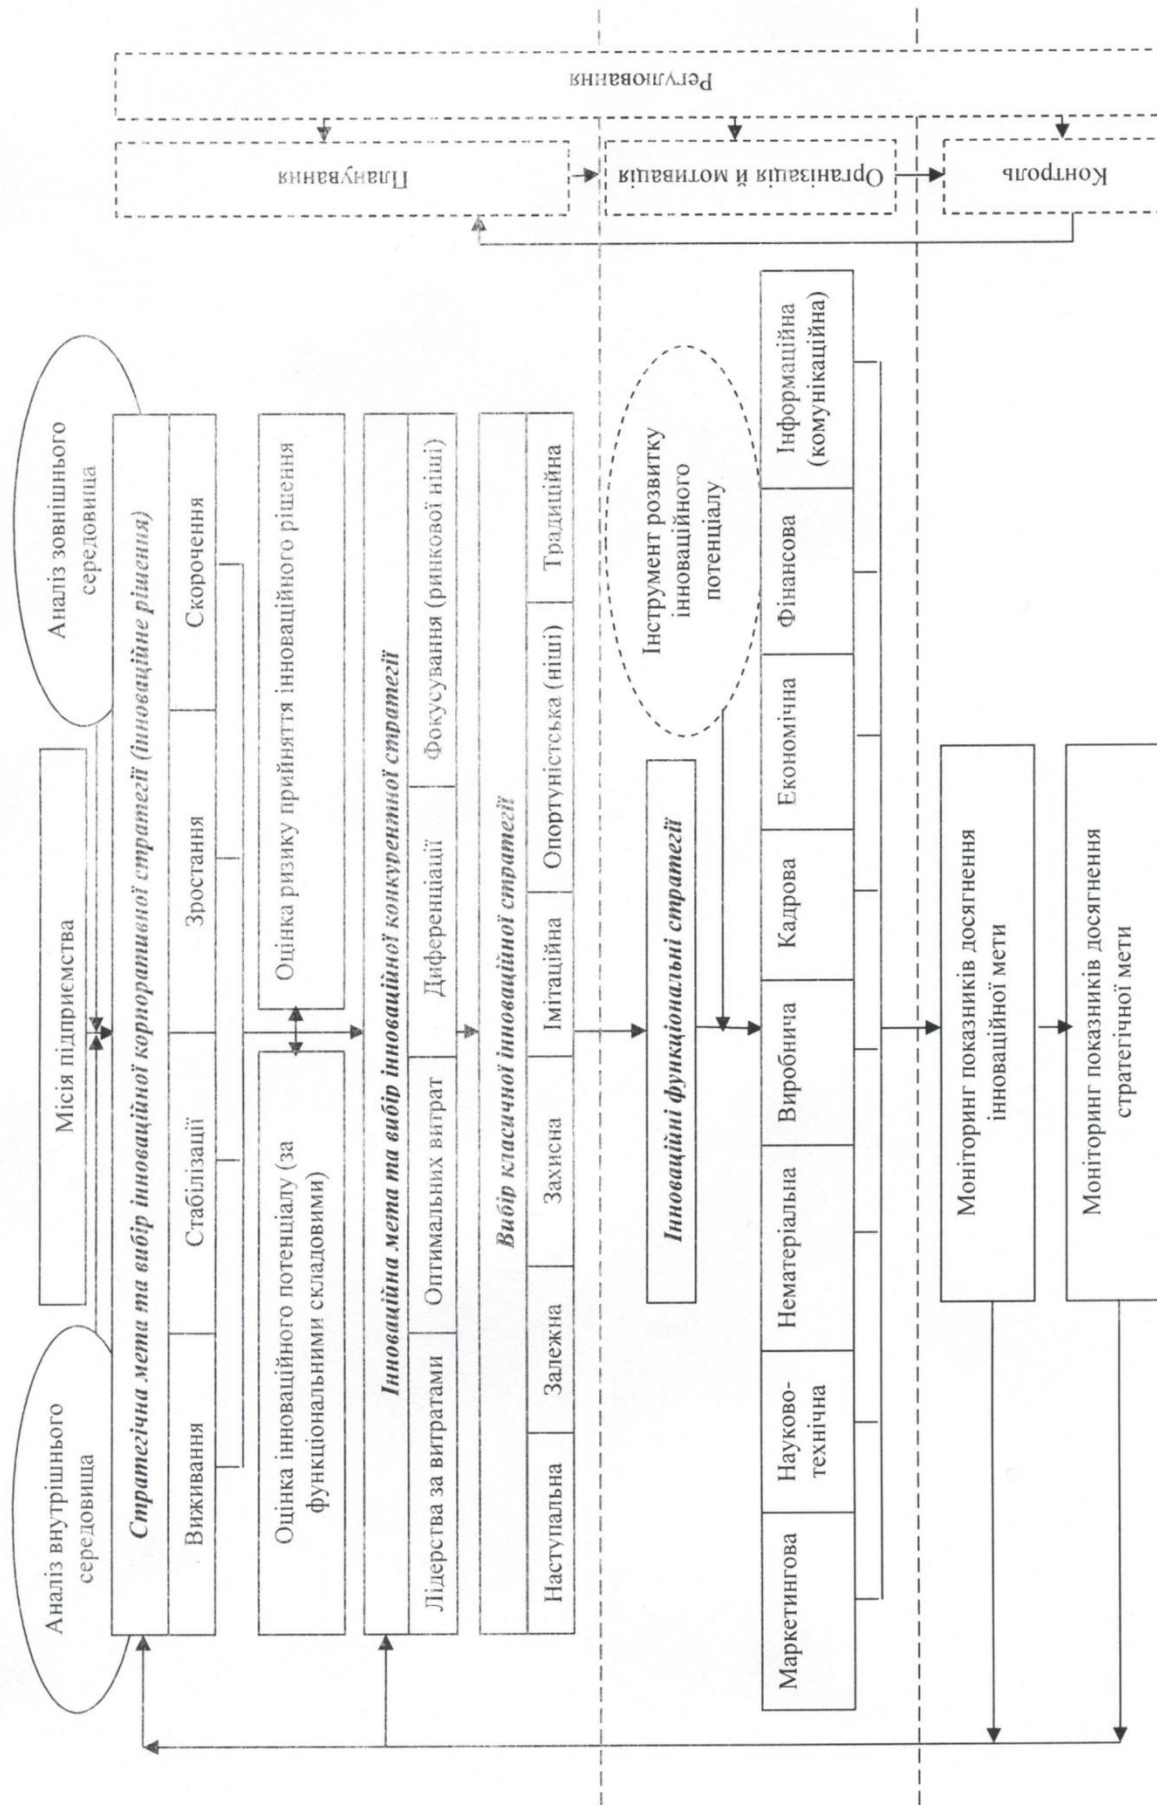 Аналіз внутрішнього
середовища
Місія підприємства
Аналіз зовнішнього
середовища
Стратегічна мета та вибір інноваційної корпоративної стратегії (інноваційне рішення)
Виживання
Стабілізації
Зростання
Скорочення
Оцінка інноваційного потенціалу (за
функціональними складовими)
Оцінка ризику прийняття інноваційного рішення
Інноваційна мета та вибір інноваційної конкурентної стратегії
Лідерства за витратами
Оптимальних витрат
Диференціації
Фокусування (ринкової ніші)
Вибір класичної інноваційної стратегії
Наступальна
Залежна
Захисна
Імітаційна
Опортуністська (ніші)
Традиційна
Інноваційні функціональні стратегії
Інструмент розвитку
інноваційного
потенціалу
Маркетингова
Науково-
технічна
Нематеріальна
Виробнича
Кадрова
Економічна
Фінансова
Інформаційна
(комунікаційна)
Моніторинг показників досягнення
інноваційної мети
Моніторинг показників досягнення
стратегічної мети
Планування
Організація й мотивація
Контроль
Регулювання